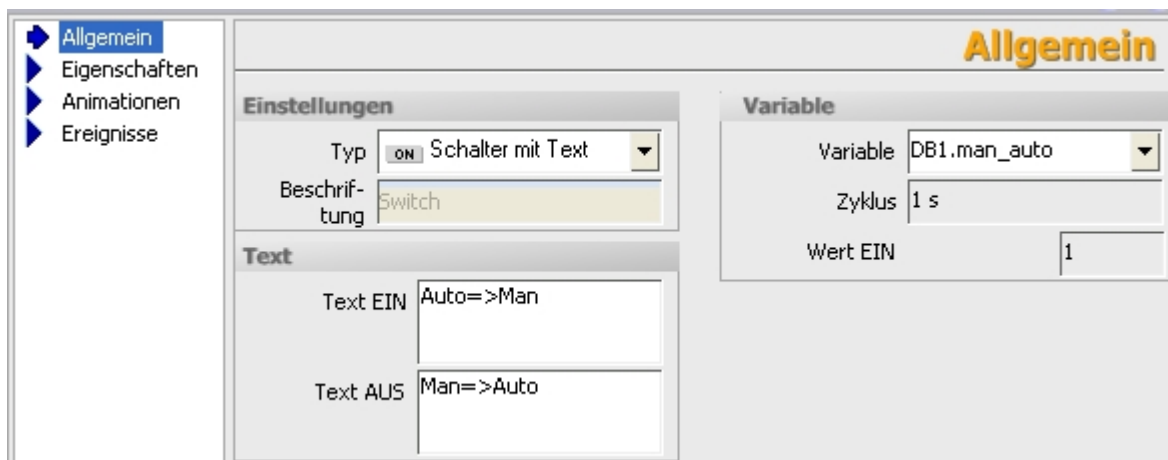 Allgemein
Eigenschaften
Animationen
Ereignisse
Allgemein
Einstellungen
Typ ON Schalter mit Text
Beschrif-
tung Switch
Text
Text EIN Auto=>Man
Text AUS Man=>Auto
Variable
Variable DB1.man_auto
Zyklus 1 s
Wert EIN 1